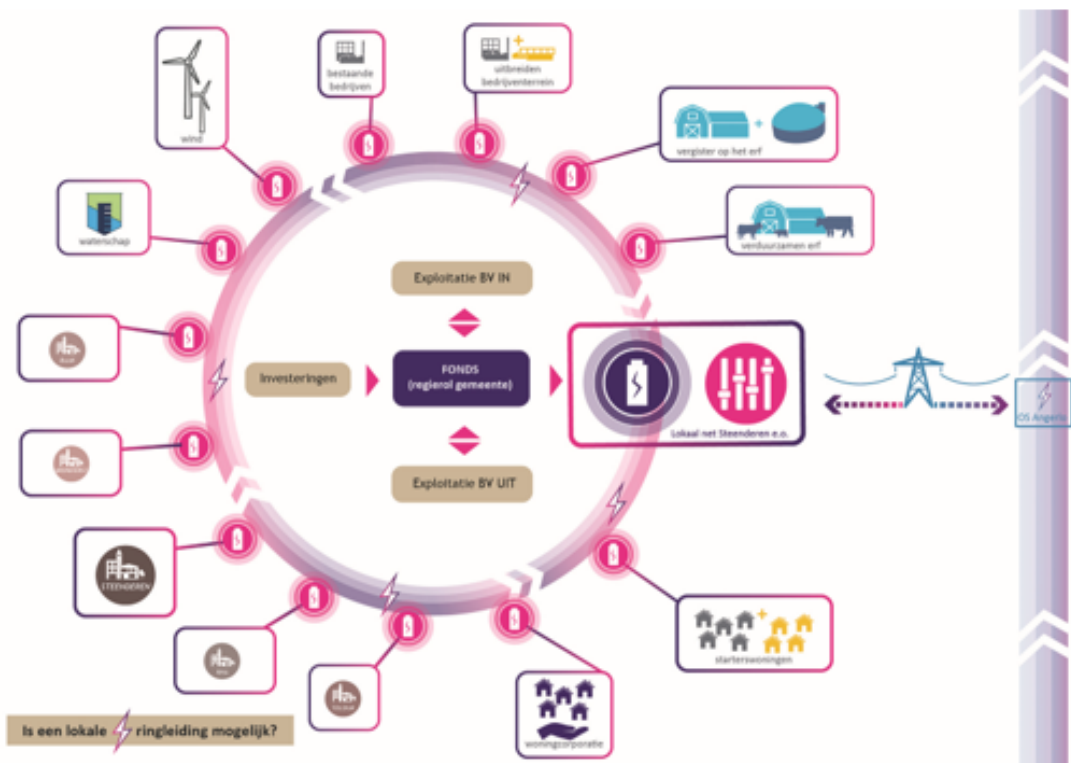 wind
bestaande
bedrijven
uitbreiden
bedrijventerrein
vergister op het erf
verduurzamen erf
waterschap
Exploitatie BV IN
Investeringen
FONDS
(regierol gemeente)
Lokaal net Steenderen e.o.
Exploitatie BV UIT
STEENDEREN
starterswoningen
woningcorporatie
Is een lokale ringleiding mogelijk?